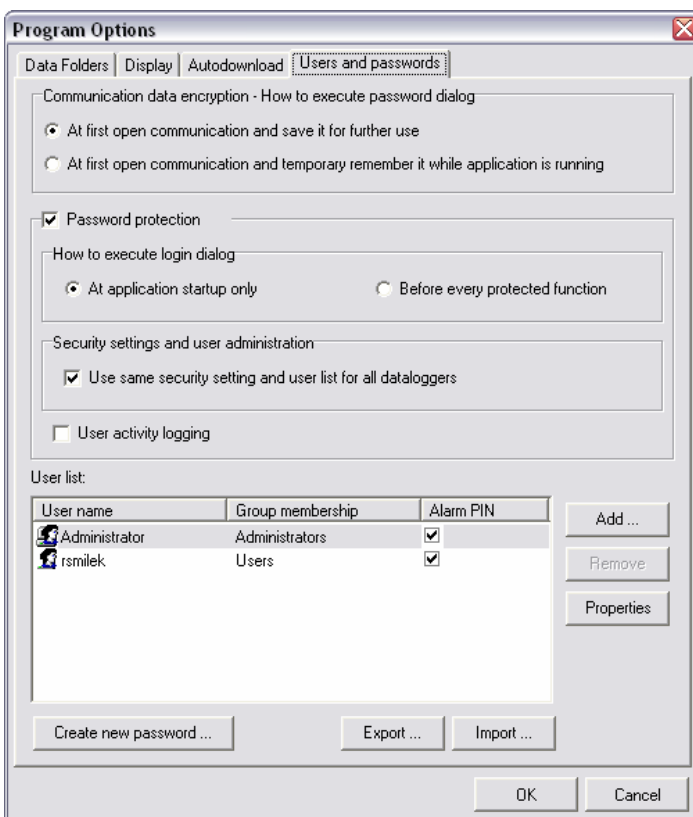 Program Options
Data Folders Display Autodownload Users and passwords
Communication data encryption - How to execute password dialog
At first open communication and save it for further use
At first open communication and temporary remember it while application is running
Password protection
How to execute login dialog
At application startup only Before every protected function
Security settings and user administration
Use same security setting and user list for all dataloggers
User activity logging
User list:
User name Group membership Alarm PIN
Administrator Administrators
rsmilek Users
Add ...
Remove
Properties
Create new password ... Export ... Import ...
OK Cancel